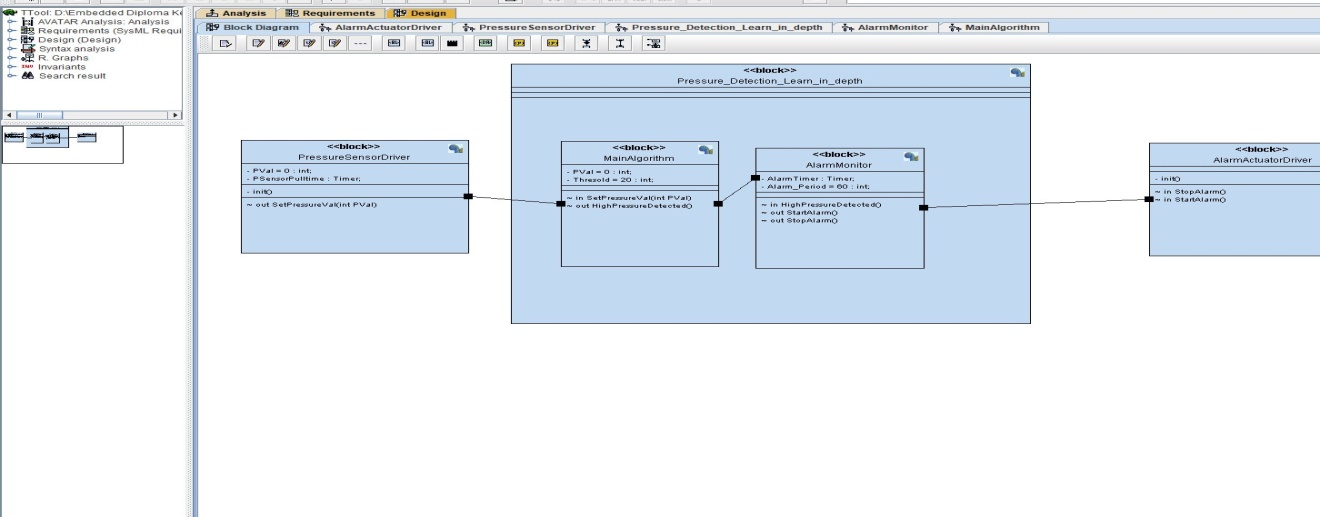 TTool: D:\Embedded Diploma Ke
AVATAR Analysis: Analysis
Requirements (SysML Requi
Design (Design)
Syntax analysis
R. Graphs
Invariants
Search result
Analysis
Requirements
Design
Block Diagram
AlarmActuatorDriver
PressureSensorDriver
Pressure_Detection_Learn_in_depth
AlarmMonitor
MainAlgorithm
<<block>>
Pressure_Detection_Learn_in_depth
<<block>>
PressureSensorDriver
- PVal = 0 : int;
- PSensorPulltime : Timer;
- init()
~ out SetPressureVal(int PVal)
<<block>>
MainAlgorithm
- PVal = 0 : int;
- Thresold = 20 : int;
~ in SetPressureVal(int PVal)
~ out HighPressureDetected()
<<block>>
AlarmMonitor
- AlarmTimer : Timer;
- Alarm_Period = 60 : int;
~ in HighPressureDetected()
~ out StartAlarm()
~ out StopAlarm()
<<block>>
AlarmActuatorDriver
- init()
~ in StopAlarm()
~ in StartAlarm()